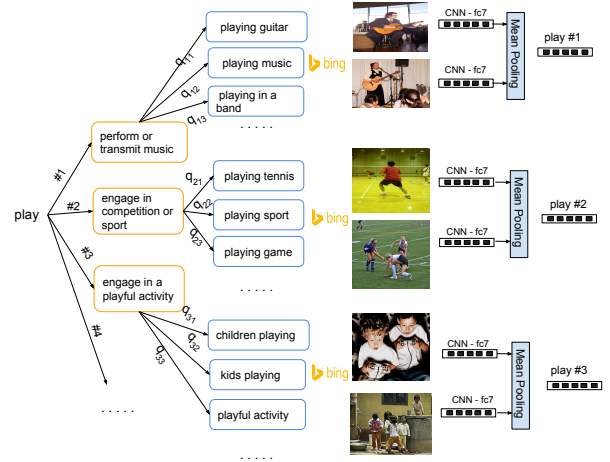 play
#1
#2
#3
#4
perform or
transmit music
engage in
competition or
sport
engage in a
playful activity
. . . . .
q11
q12
q13
playing guitar
playing music
playing in a
band
. . . . .
q21
q22
q23
playing tennis
playing sport
playing game
. . . . .
q31
q32
q33
children playing
kids playing
playful activity
. . . . .
bing
bing
bing
CNN - fc7
CNN - fc7
Mean Pooling
play #1
CNN - fc7
CNN - fc7
Mean Pooling
play #2
CNN - fc7
CNN - fc7
Mean Pooling
play #3